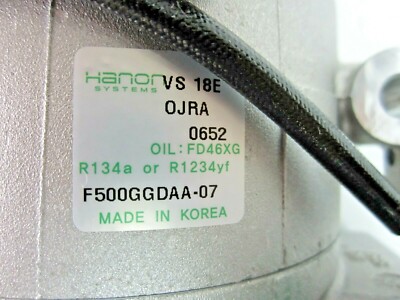 Hanon VS 18E
SYSTEMS
OJRA
0652
OIL:FD46XG
R134a or R1234yf
F500GGDAA-07
MADE IN KOREA